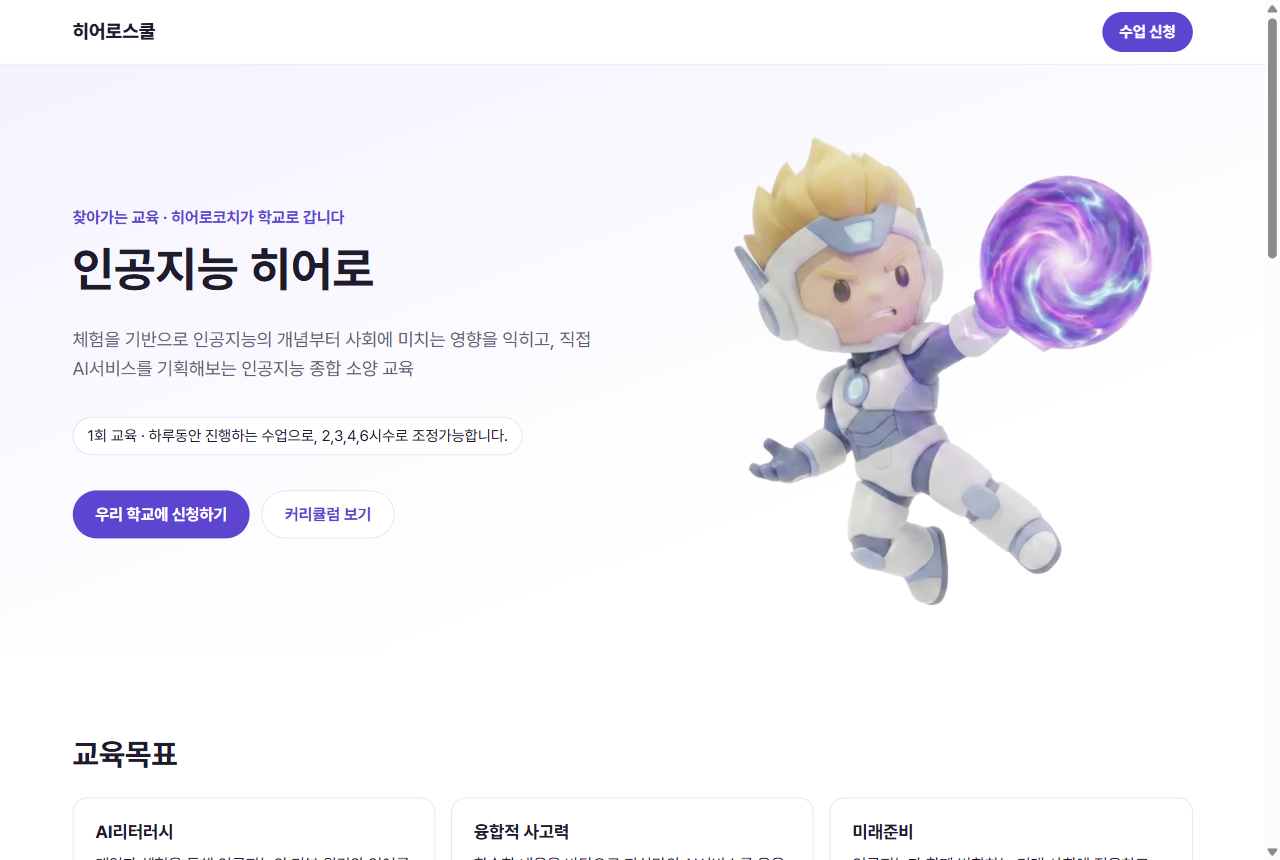 히어로스쿨
수업 신청
찾아가는 교육 · 히어로코치가 학교로 갑니다
인공지능 히어로
체험을 기반으로 인공지능의 개념부터 사회에 미치는 영향을 익히고, 직접
AI서비스를 기획해보는 인공지능 종합 소양 교육
1회 교육 · 하루동안 진행하는 수업으로, 2,3,4,6시수로 조정가능합니다.
우리 학교에 신청하기
커리큘럼 보기
교육목표
AI리터러시
융합적 사고력
미래준비